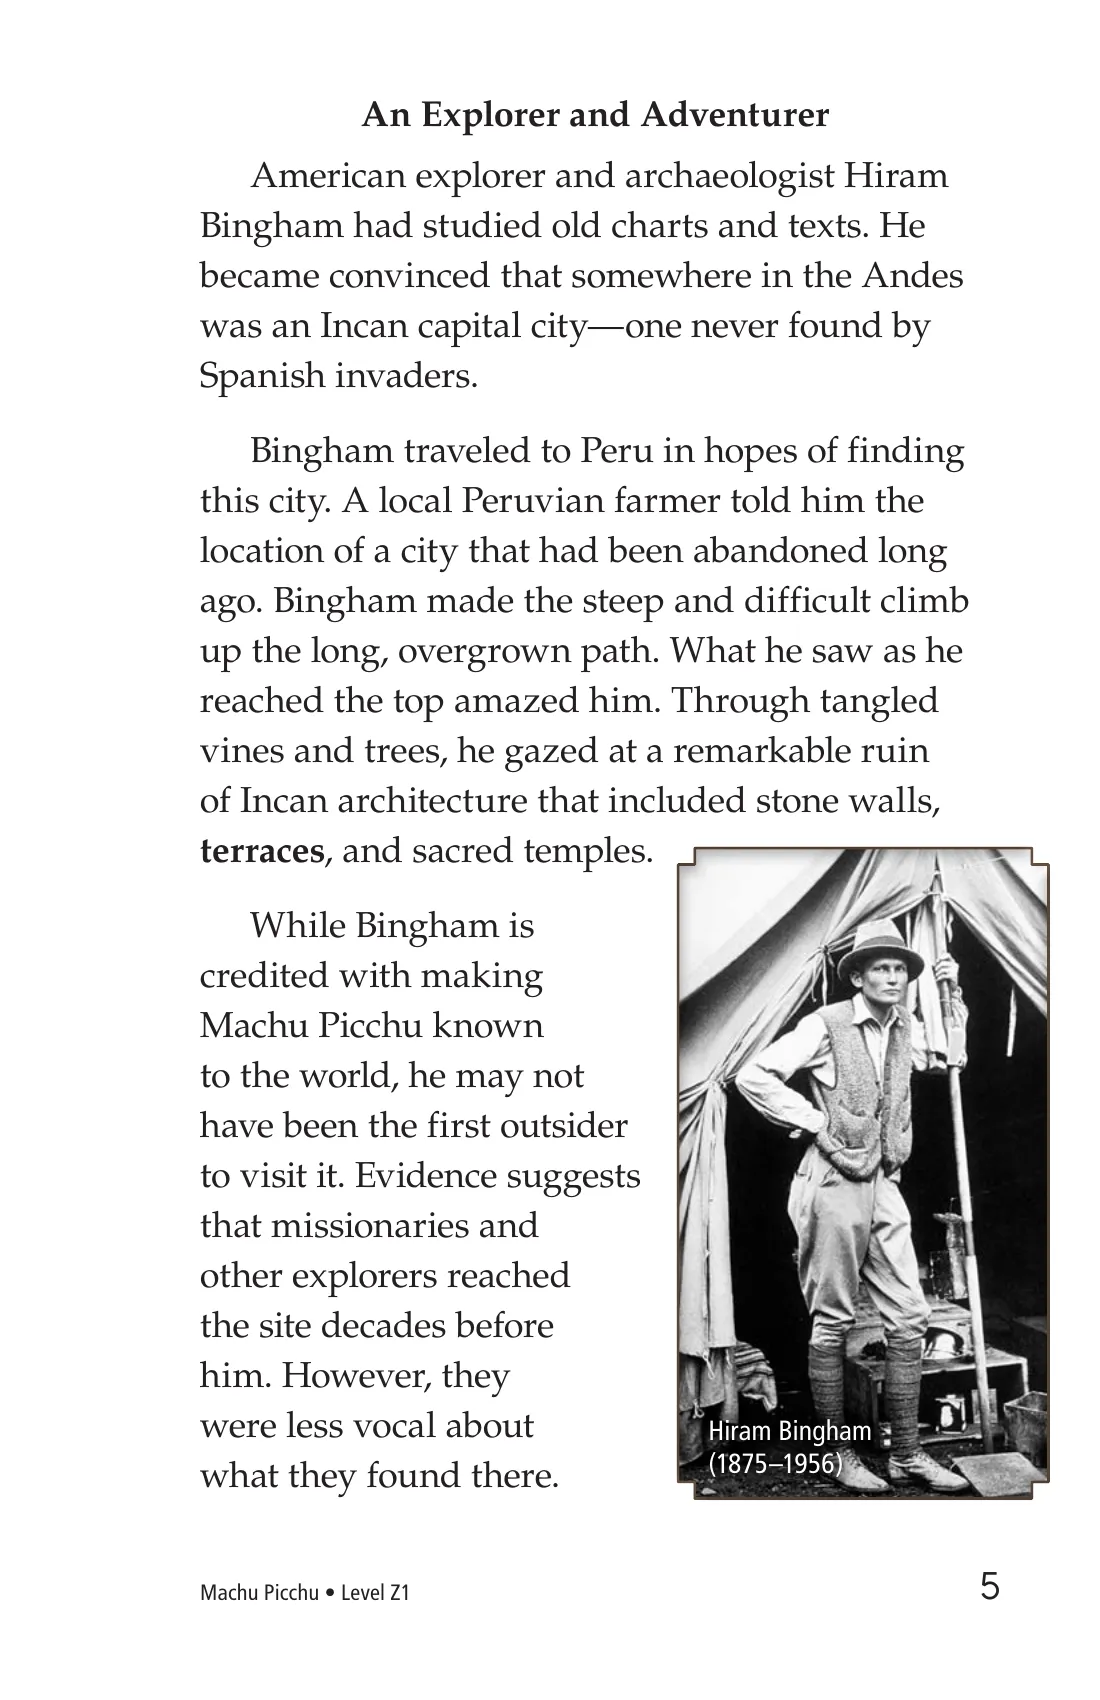 An Explorer and Adventurer
American explorer and archaeologist Hiram
Bingham had studied old charts and texts. He
became convinced that somewhere in the Andes
was an Incan capital city—one never found by
Spanish invaders.
Bingham traveled to Peru in hopes of finding
this city. A local Peruvian farmer told him the
location of a city that had been abandoned long
ago. Bingham made the steep and difficult climb
up the long, overgrown path. What he saw as he
reached the top amazed him. Through tangled
vines and trees, he gazed at a remarkable ruin
of Incan architecture that included stone walls,
terraces, and sacred temples.
While Bingham is
credited with making
Machu Picchu known
to the world, he may not
have been the first outsider
to visit it. Evidence suggests
that missionaries and
other explorers reached
the site decades before
him. However, they
were less vocal about
what they found there.
Hiram Bingham
(1875–1956)
Machu Picchu • Level Z1
5